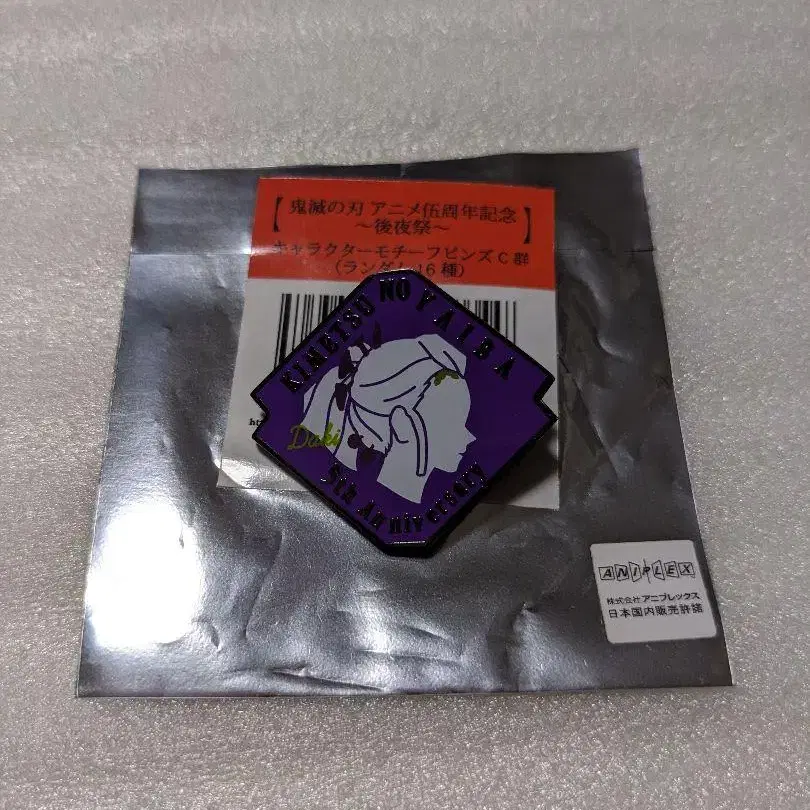 【鬼滅の刃 アニメ伍周年記念
～後夜祭～】
キャラクターモチーフピンズ C 群
(ランダム 16 種)
KIMETSU NO YAIBA
Daki
5th Anniversary
ANIPLEX
株式会社 アニプレックス
日本国内販売許諾